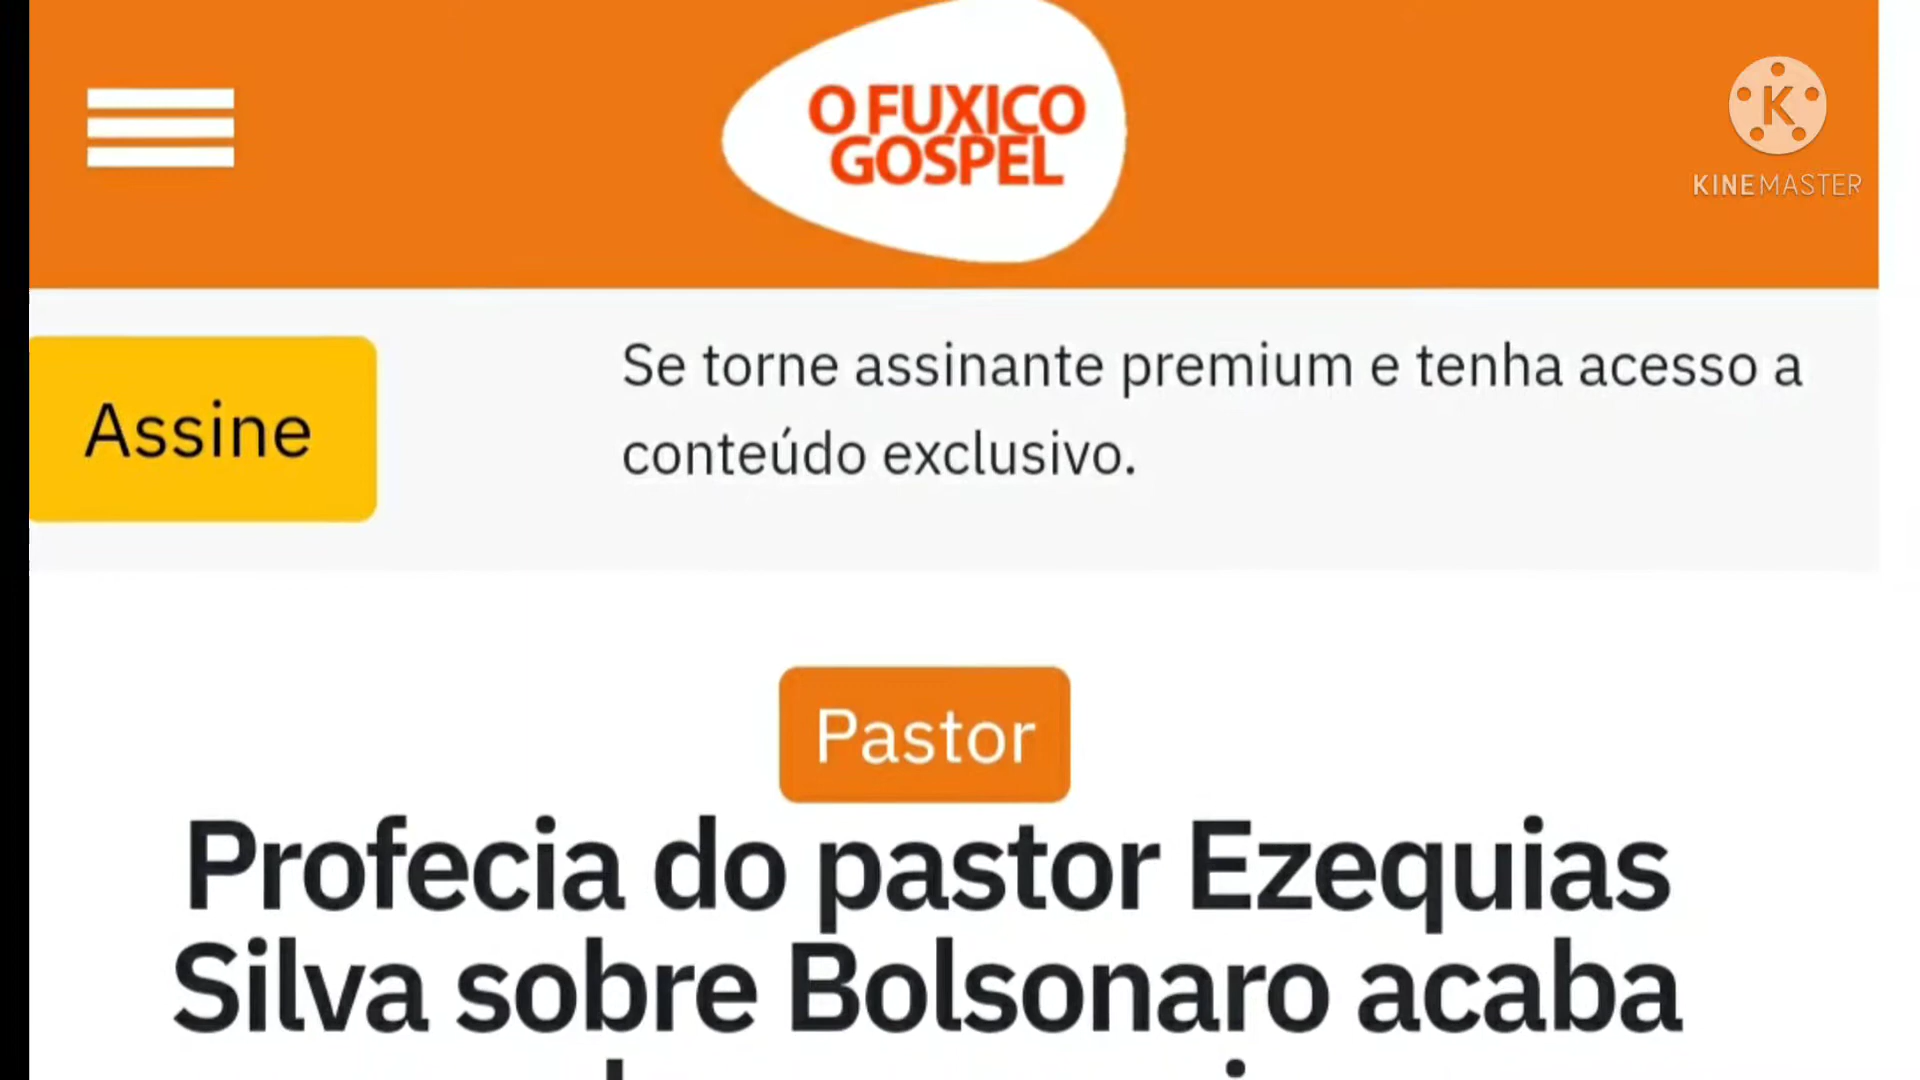 O FUXICO
GOSPEL
KINEMASTER
Assine
Se torne assinante premium e tenha acesso a
conteúdo exclusivo.
Pastor
Profecia do pastor Ezequias
Silva sobre Bolsonaro acaba